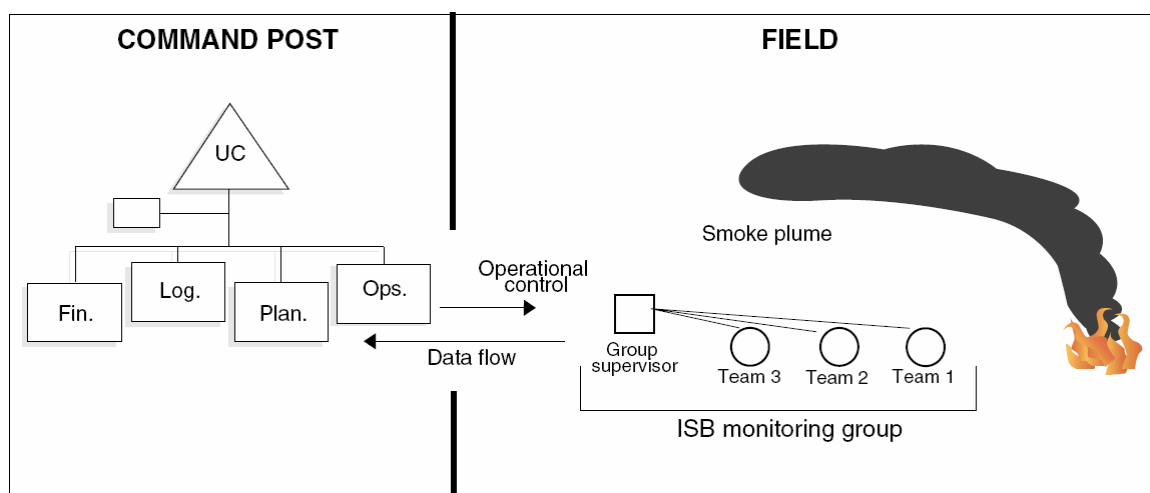 COMMAND POST
FIELD
UC
Fin.
Log.
Plan.
Ops.
Operational
control
Data flow
Smoke plume
Group
supervisor
Team 3
Team 2
Team 1
ISB monitoring group